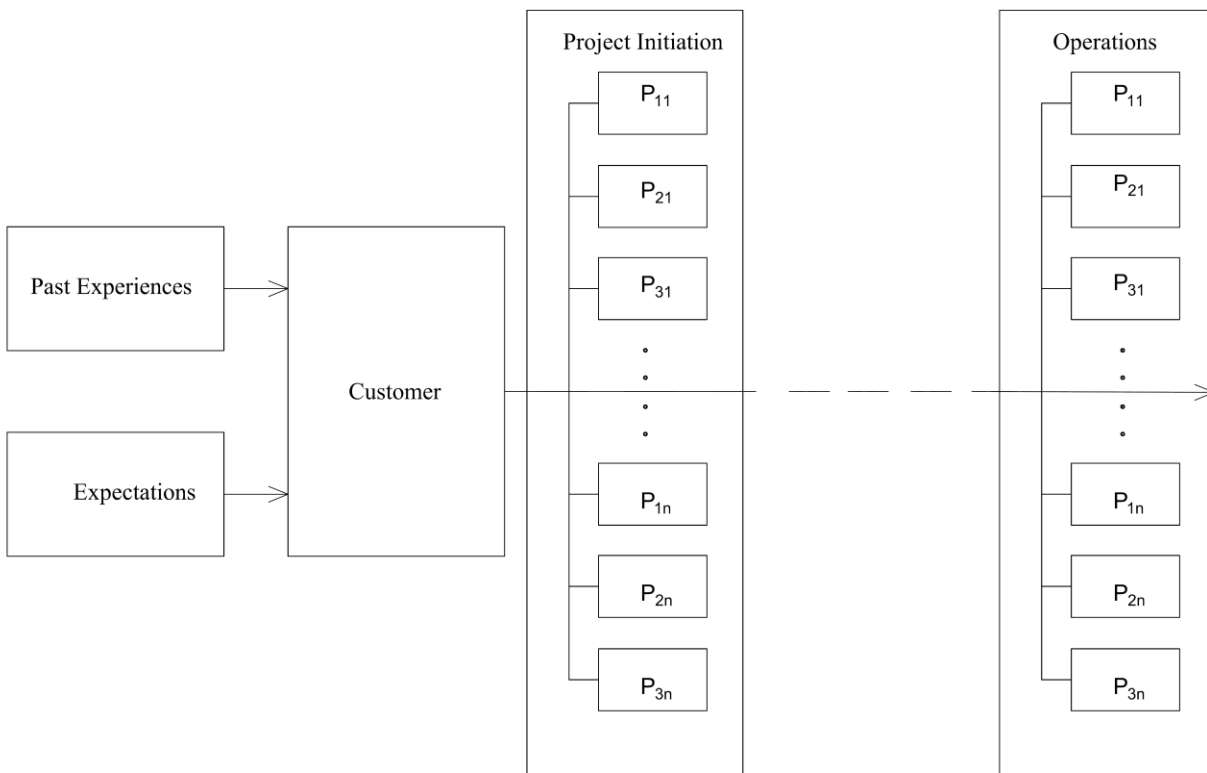 Project Initiation
P11
P21
P31
P1n
P2n
P3n
Operations
P11
P21
P31
P1n
P2n
P3n
Past Experiences
Expectations
Customer